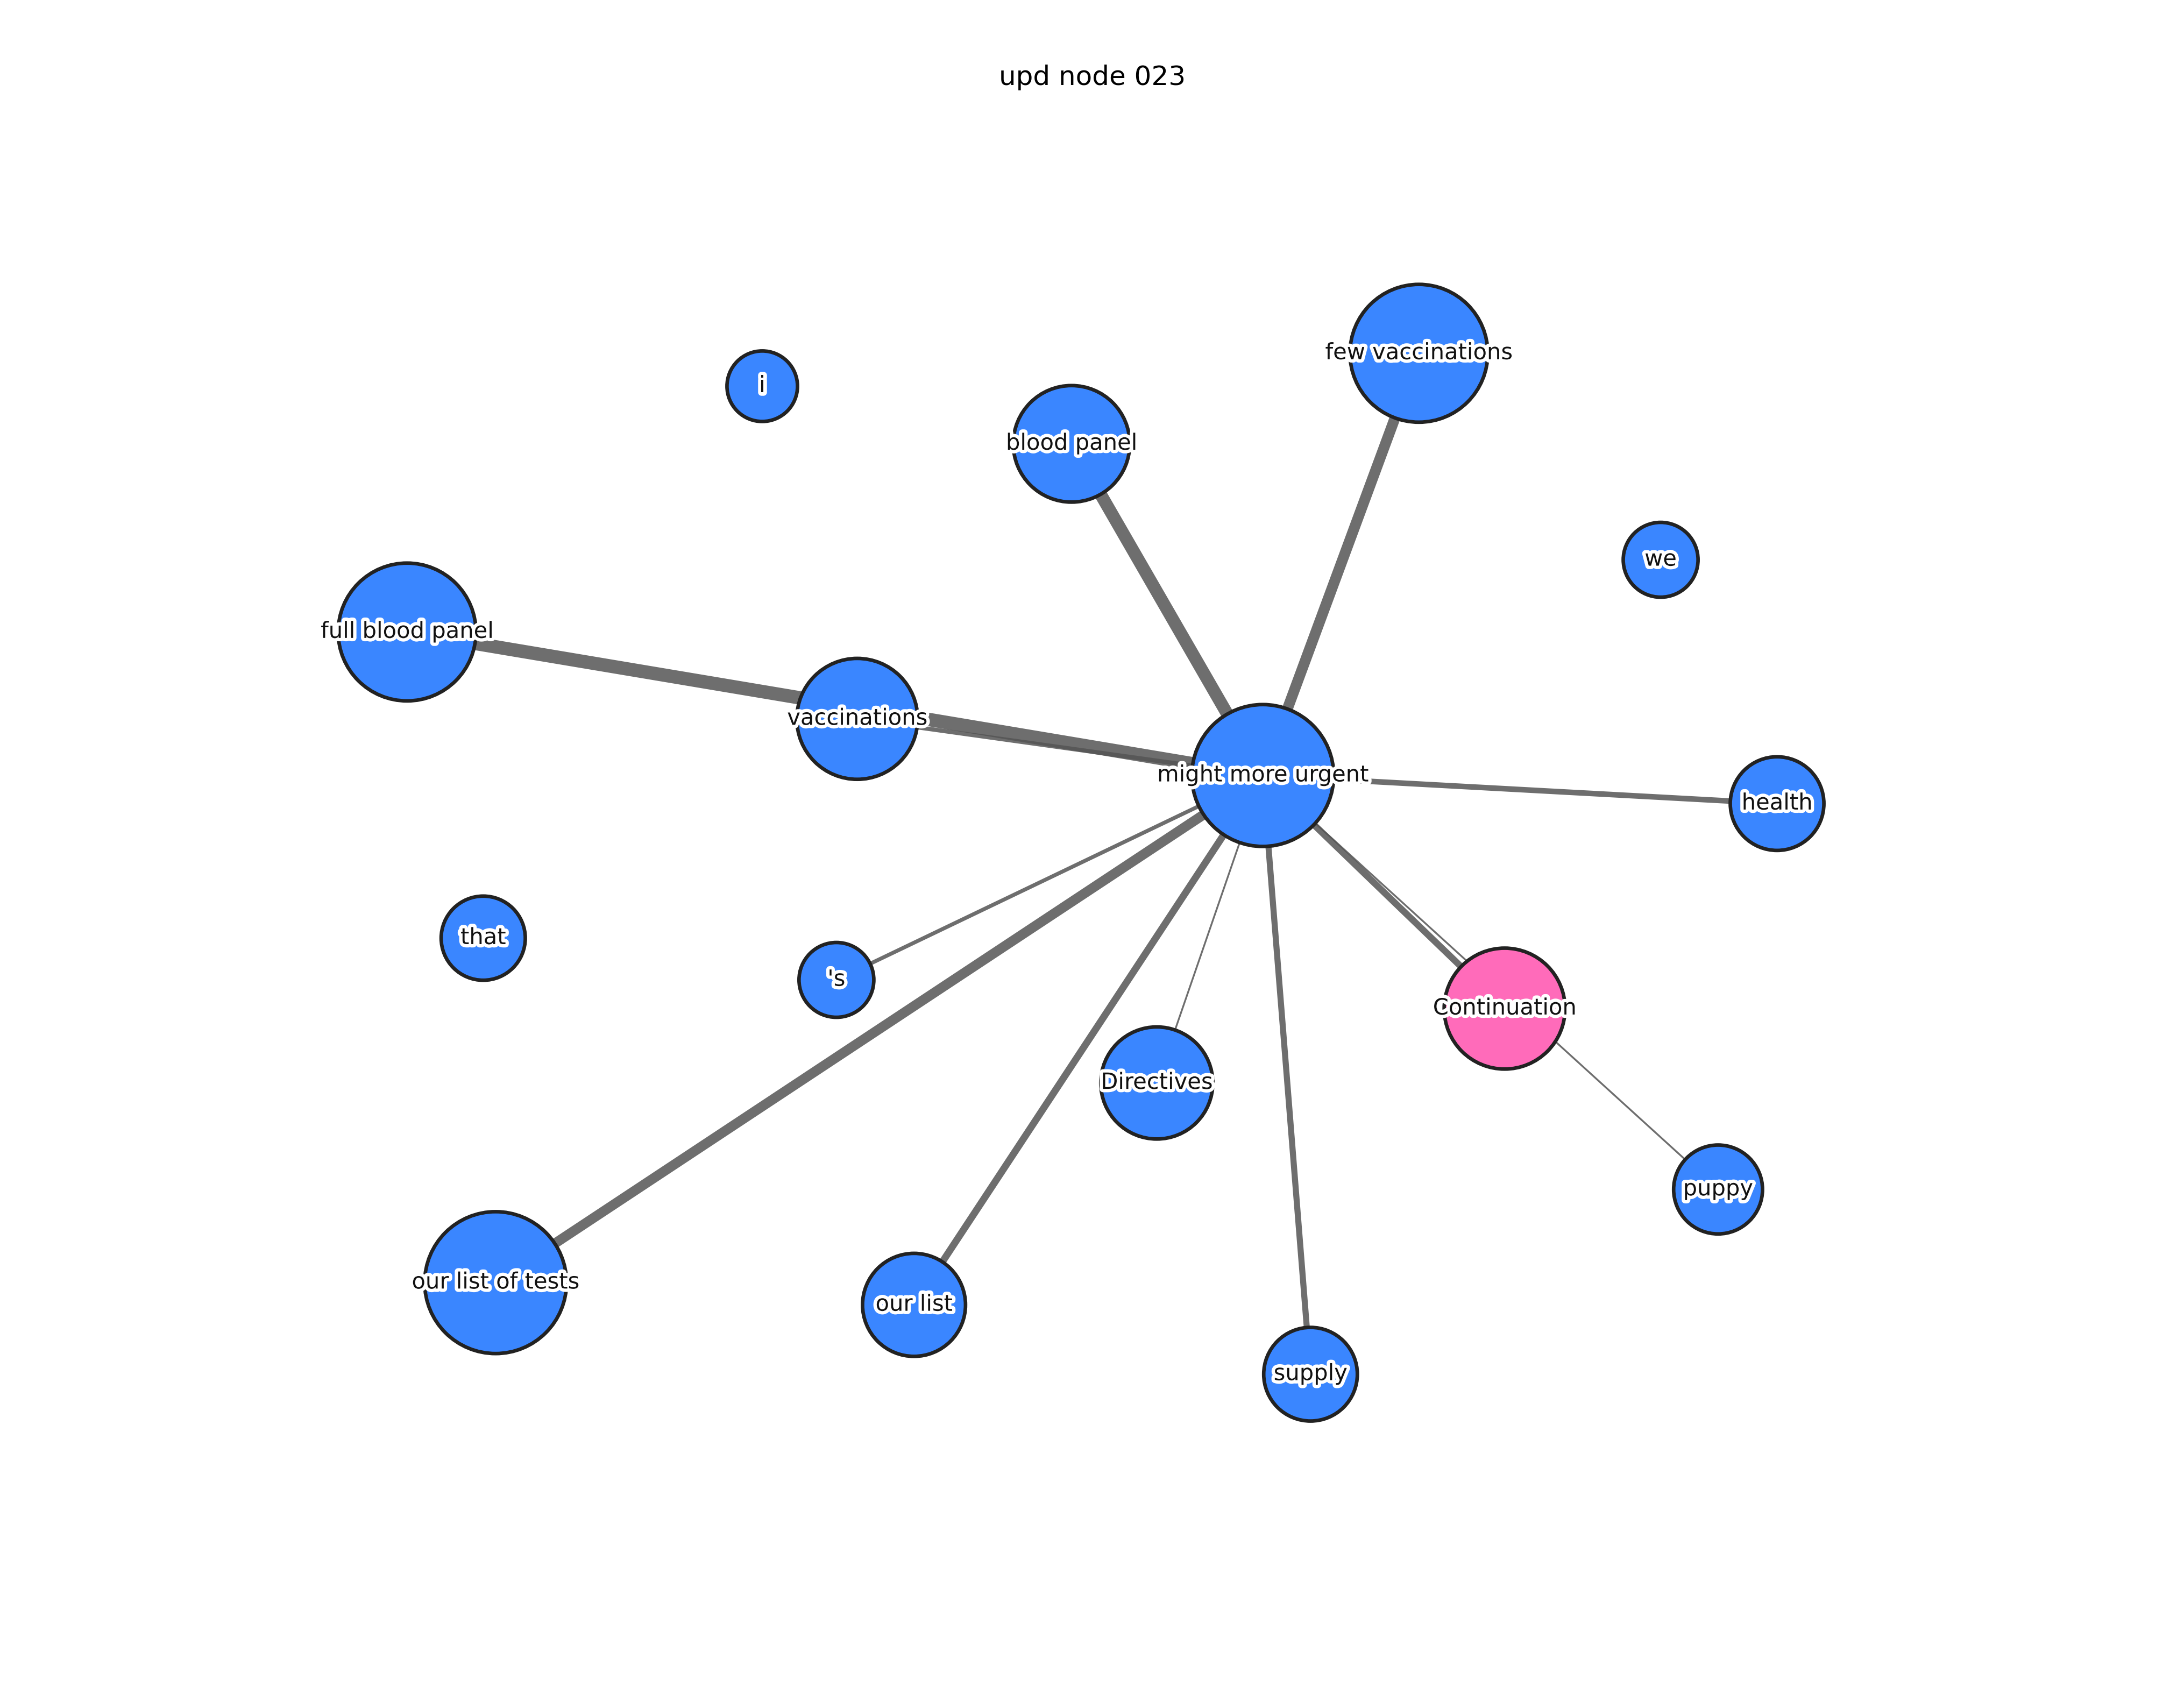 upd node 023
few vaccinations
i
blood panel
we
full blood panel
vaccinations
might more urgent
health
that
's
Continuation
Directives
puppy
our list of tests
our list
supply